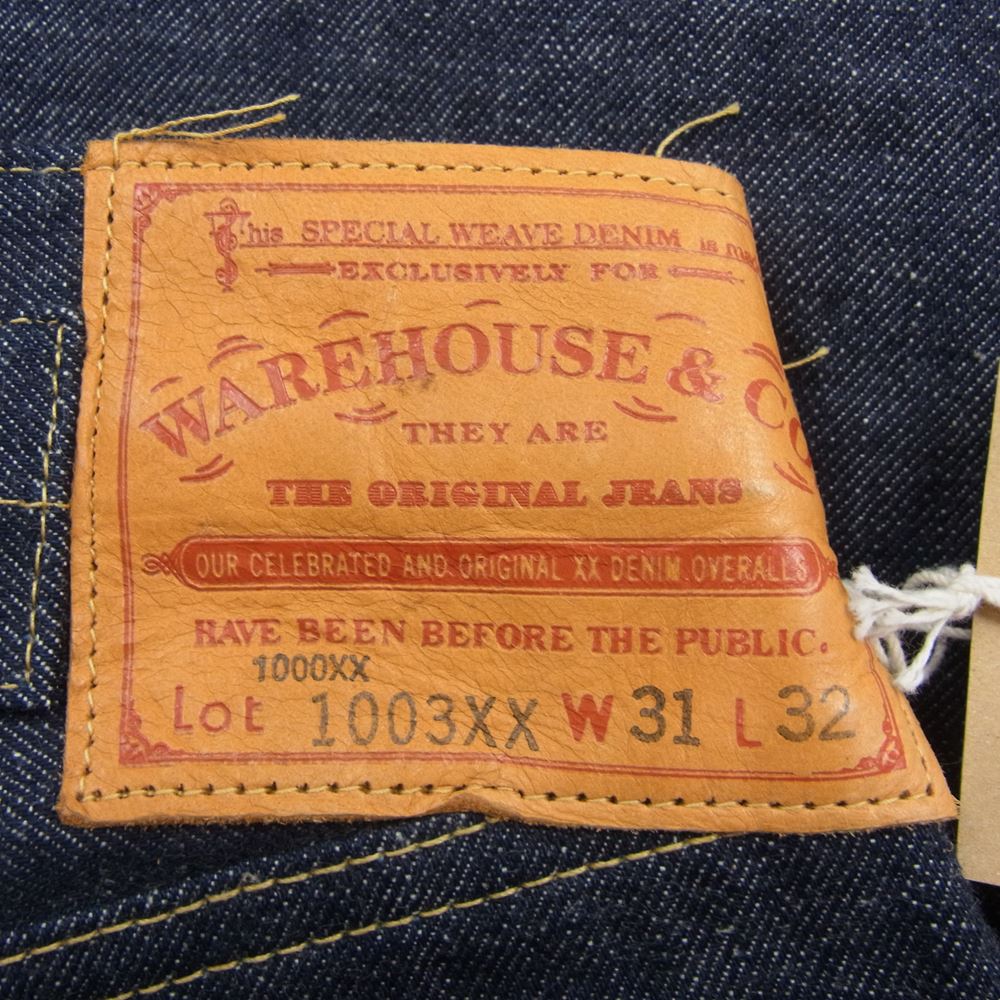 This SPECIAL WEAVE DENIM is
EXCLUSIVELY FOR
WAREHOUSE & CO
THEY ARE
THE ORIGINAL JEANS
OUR CELEBRATED AND ORIGINAL XX DENIM OVERALLS
HAVE BEEN BEFORE THE PUBLIC.
1000XX
Lot 1003XX W 31 L 32